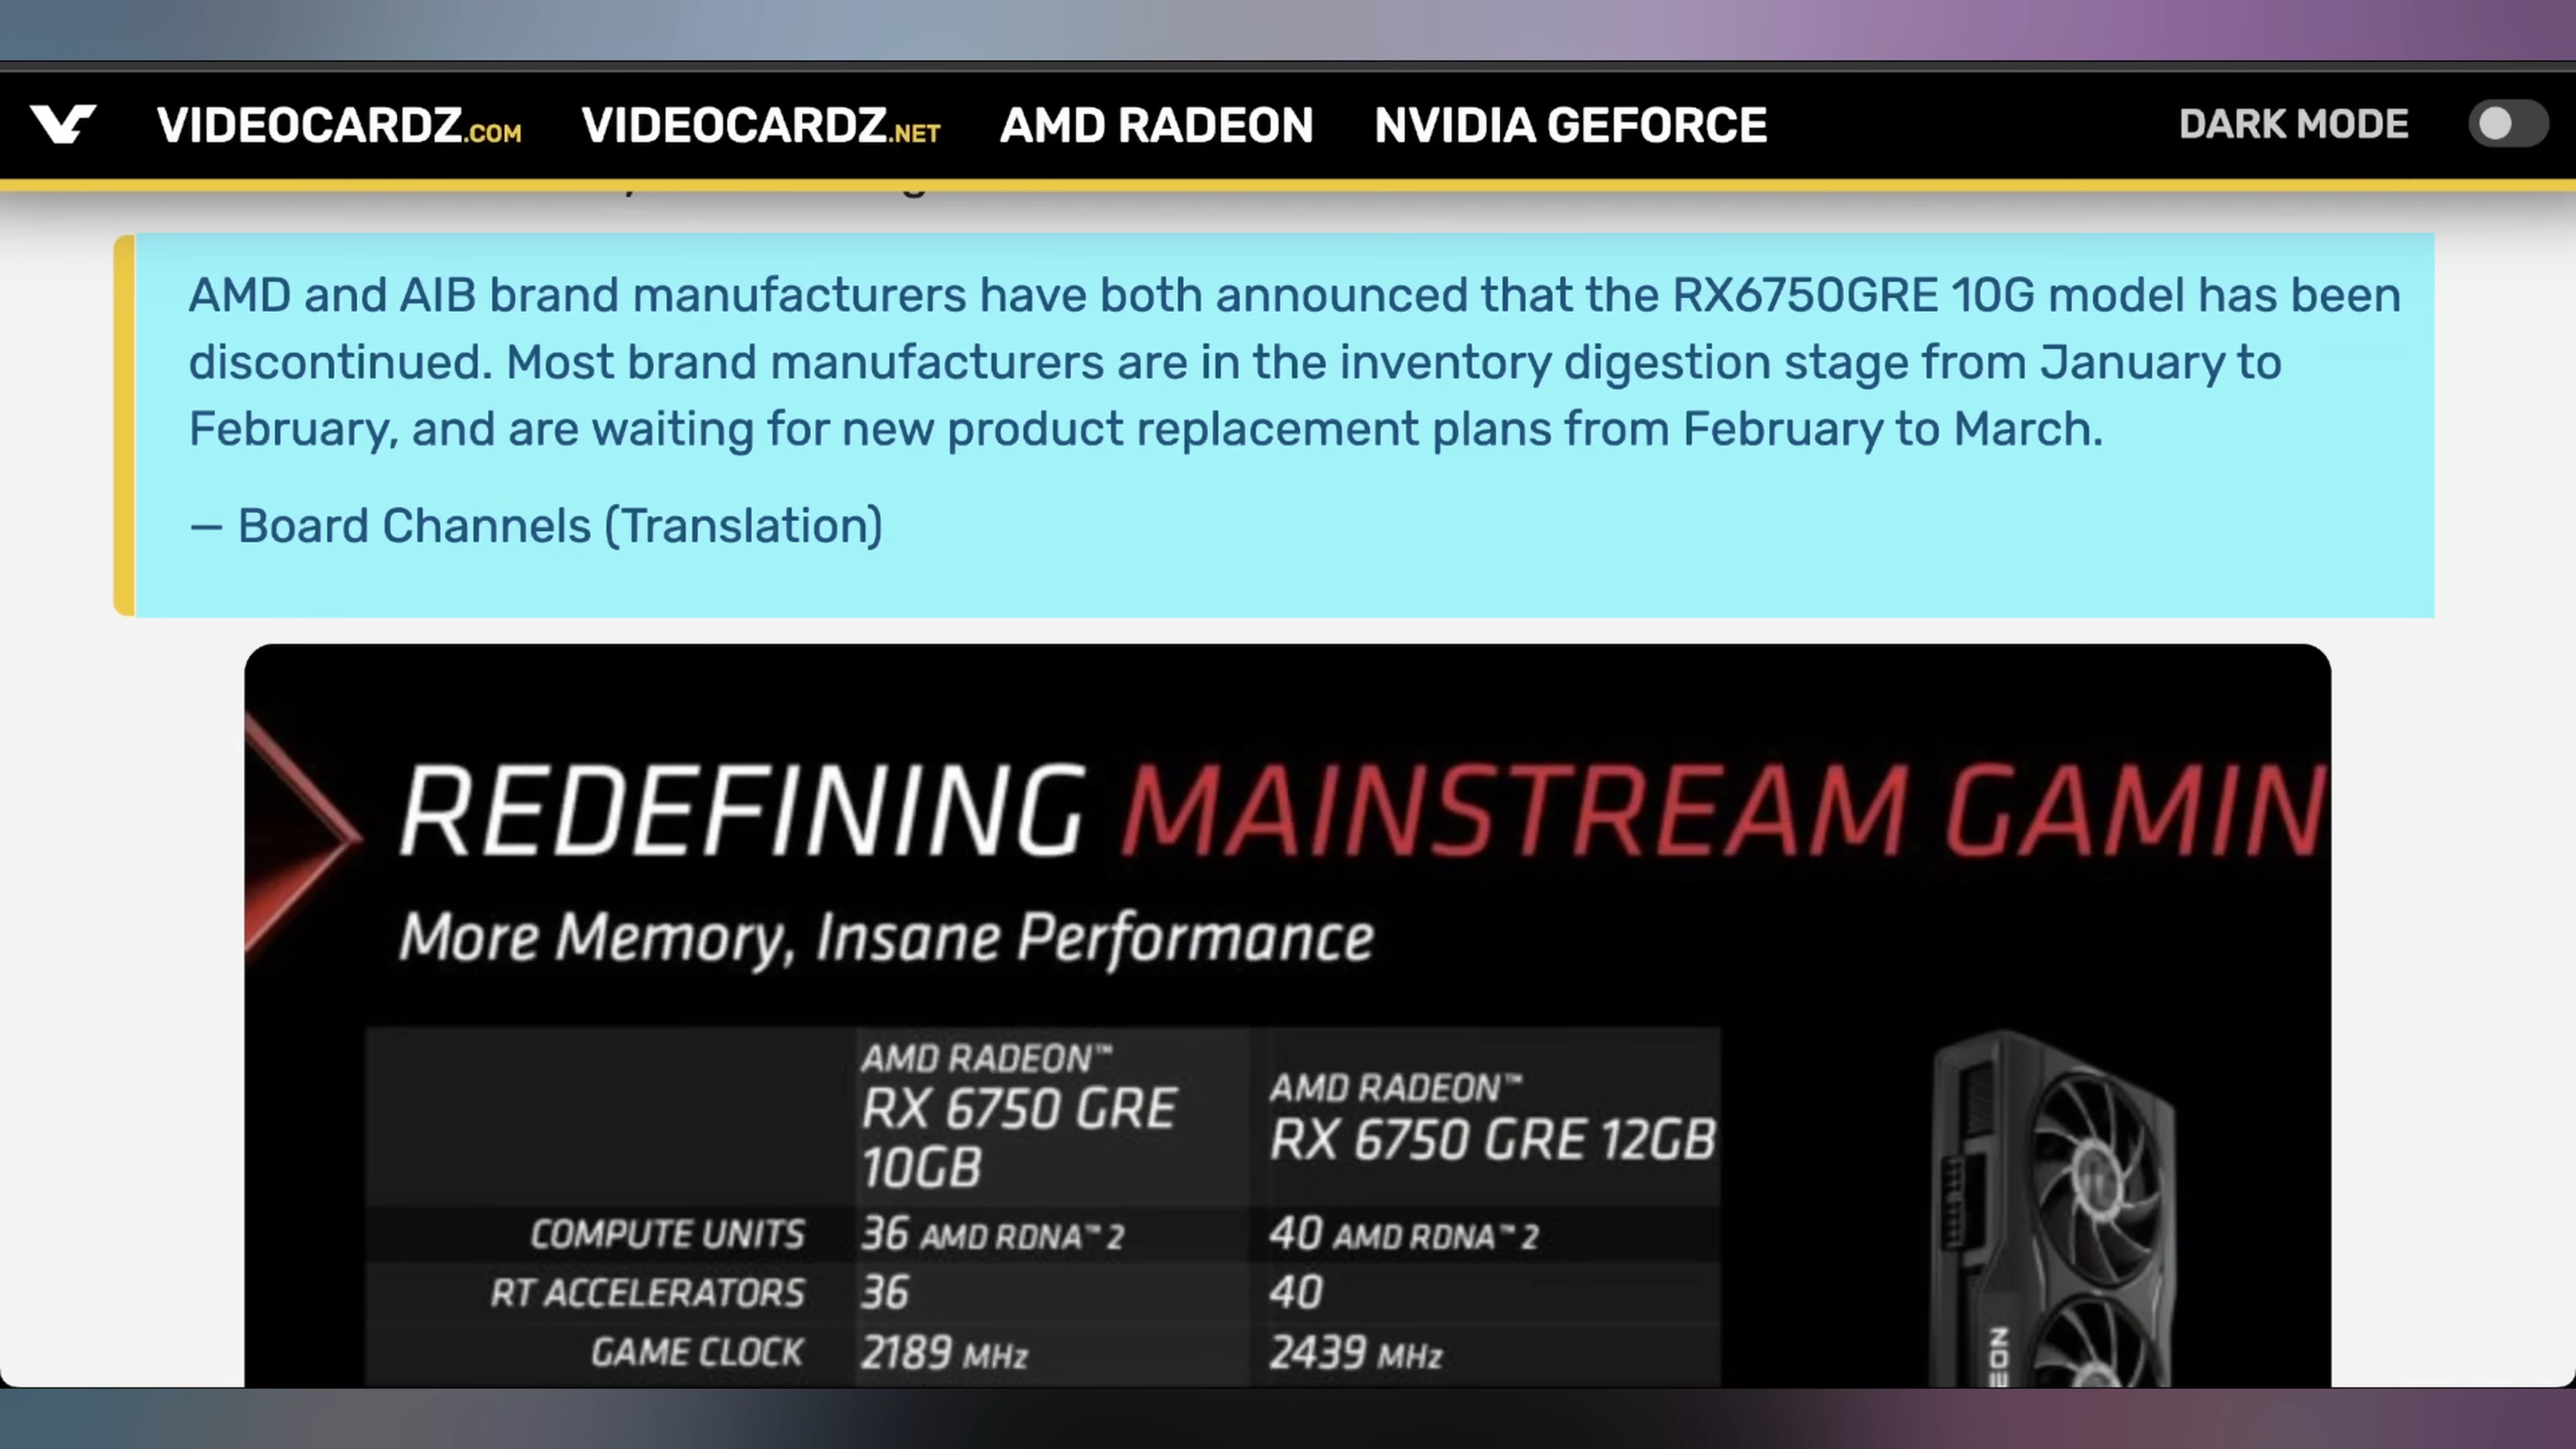 VIDEOCARDZ.COM VIDEOCARDZ.NET AMD RADEON NVIDIA GEFORCE DARK MODE
AMD and AIB brand manufacturers have both announced that the RX6750GRE 10G model has been
discontinued. Most brand manufacturers are in the inventory digestion stage from January to
February, and are waiting for new product replacement plans from February to March.
— Board Channels (Translation)
REDEFINING MAINSTREAM GAMIN
More Memory, Insane Performance
AMD RADEON™
RX 6750 GRE
10GB
AMD RADEON™
RX 6750 GRE 12GB
COMPUTE UNITS 36 AMD RDNA™ 2 40 AMD RDNA™ 2
RT ACCELERATORS 36 40
GAME CLOCK 2189 MHz 2439 MHz
EON